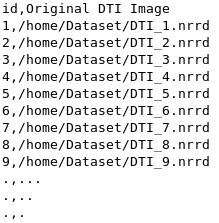 id,Original DTI Image
1,/home/Dataset/DTI_1.nrrd
2,/home/Dataset/DTI_2.nrrd
3,/home/Dataset/DTI_3.nrrd
4,/home/Dataset/DTI_4.nrrd
5,/home/Dataset/DTI_5.nrrd
6,/home/Dataset/DTI_6.nrrd
7,/home/Dataset/DTI_7.nrrd
8,/home/Dataset/DTI_8.nrrd
9,/home/Dataset/DTI_9.nrrd
.,...
.,..
.,.